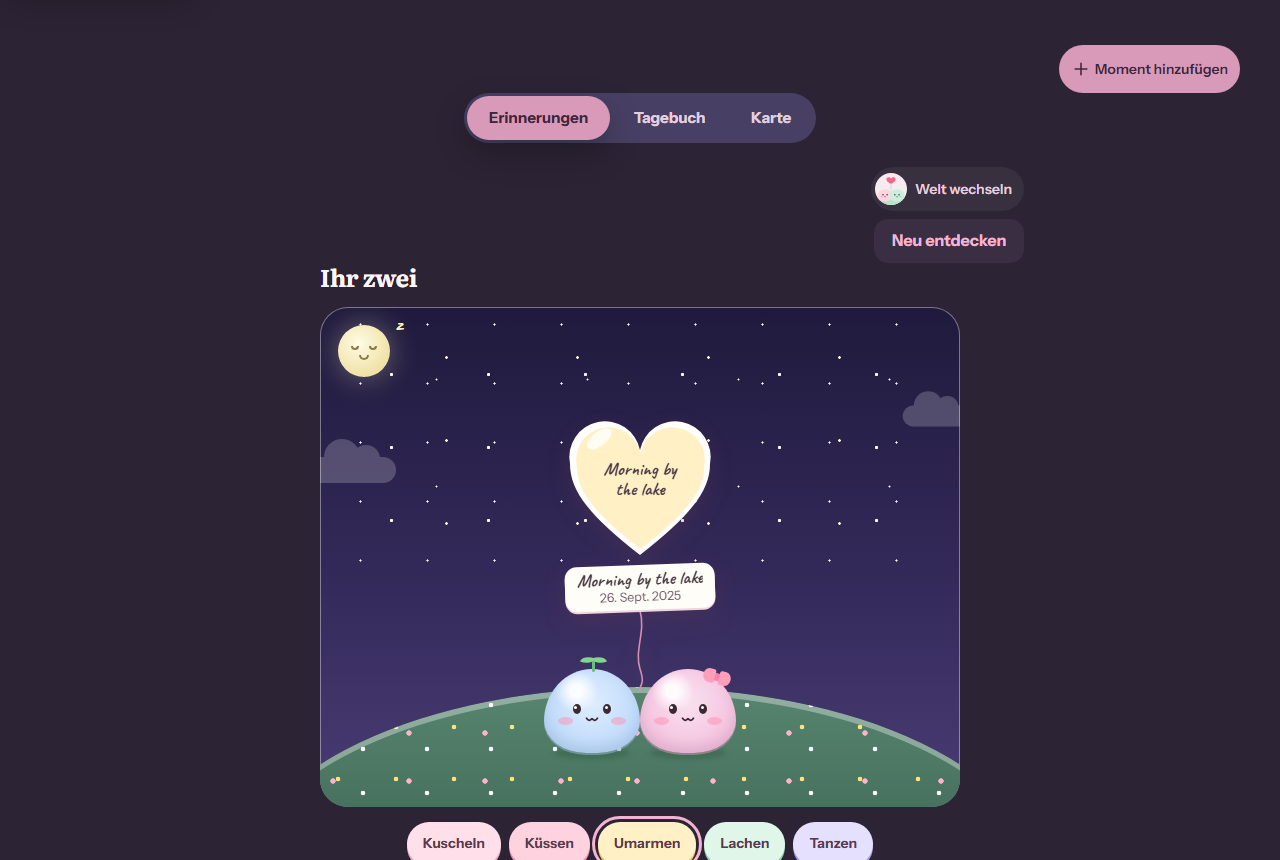 Moment hinzufügen
Erinnerungen
Tagebuch
Karte
Welt wechseln
Neu entdecken
Ihr zwei
z
Morning by
the lake
Morning by the lake
26. Sept. 2025
Kuscheln
Küssen
Umarmen
Lachen
Tanzen